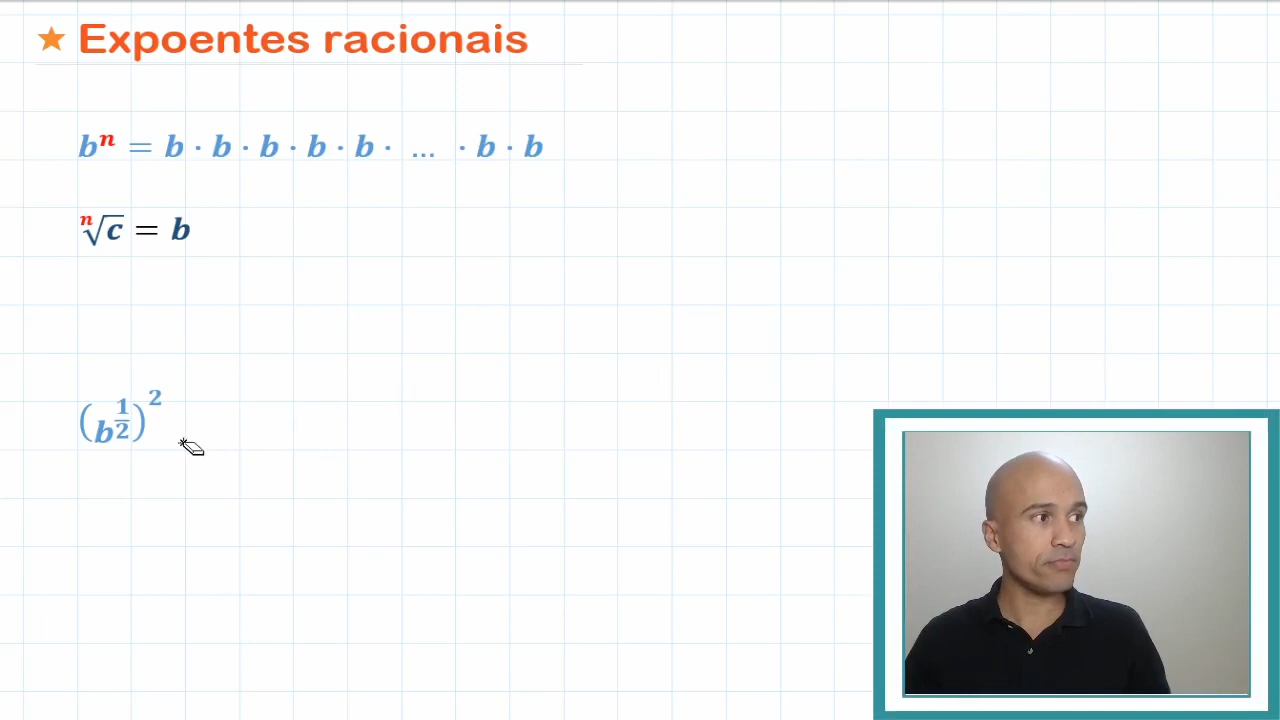 Expoentes racionais
bⁿ = b · b · b · b · b · ... · b · b
ⁿ√c = b
(b^(1/2))²